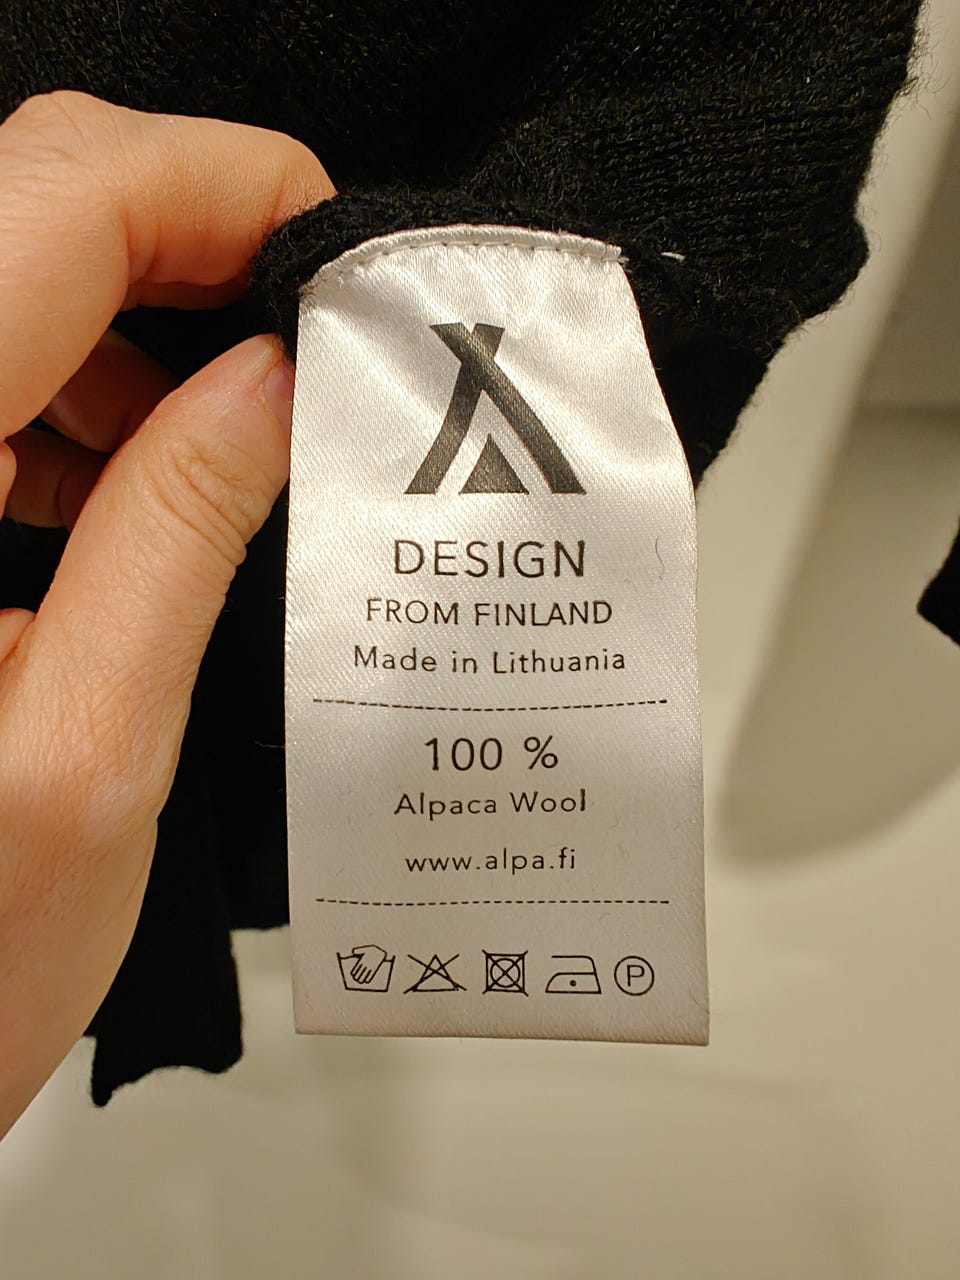 DESIGN
FROM FINLAND
Made in Lithuania
100 %
Alpaca Wool
www.alpa.fi
P